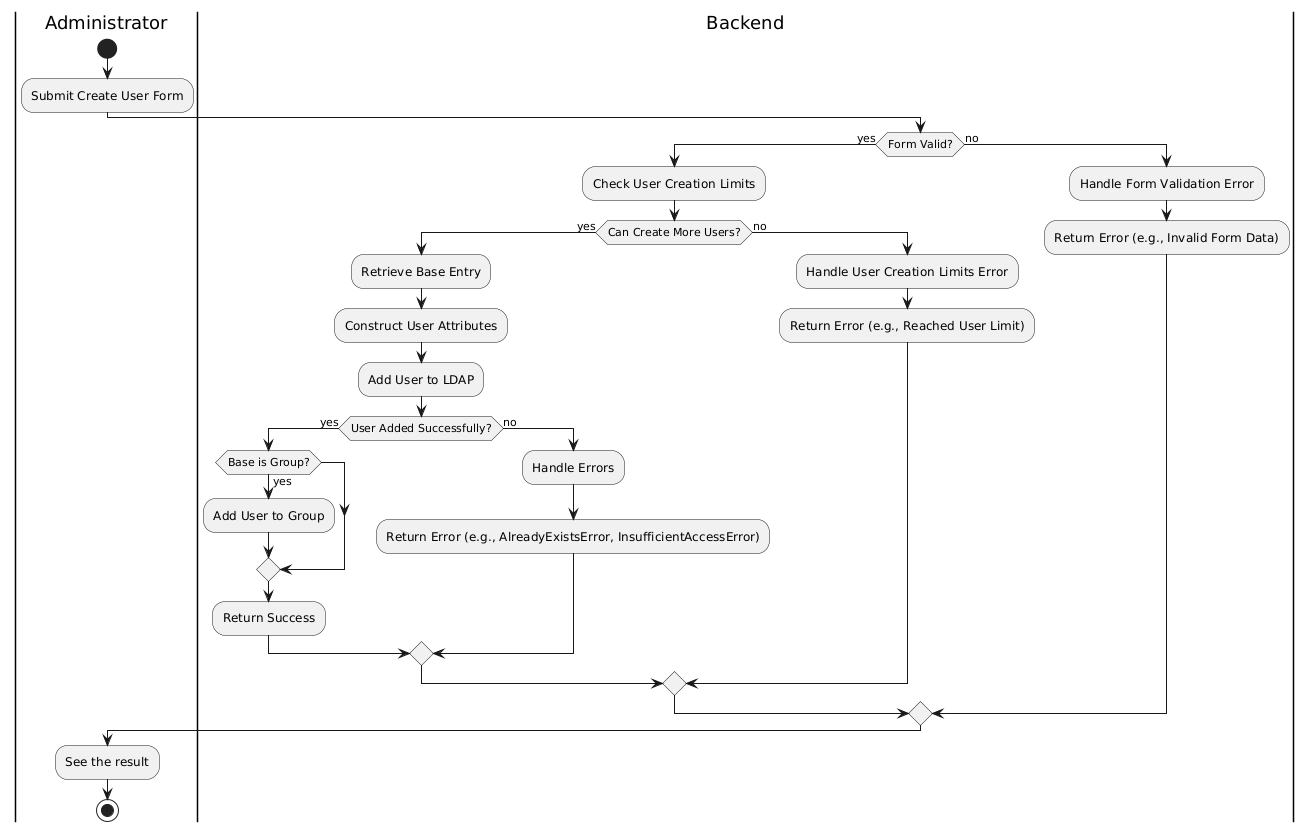 Administrator
Backend
Submit Create User Form
yes
Form Valid?
no
Check User Creation Limits
Handle Form Validation Error
yes
Can Create More Users?
no
Return Error (e.g., Invalid Form Data)
Retrieve Base Entry
Handle User Creation Limits Error
Construct User Attributes
Return Error (e.g., Reached User Limit)
Add User to LDAP
yes
User Added Successfully?
no
Base is Group?
Handle Errors
yes
Add User to Group
Return Error (e.g., AlreadyExistsError, InsufficientAccessError)
Return Success
See the result